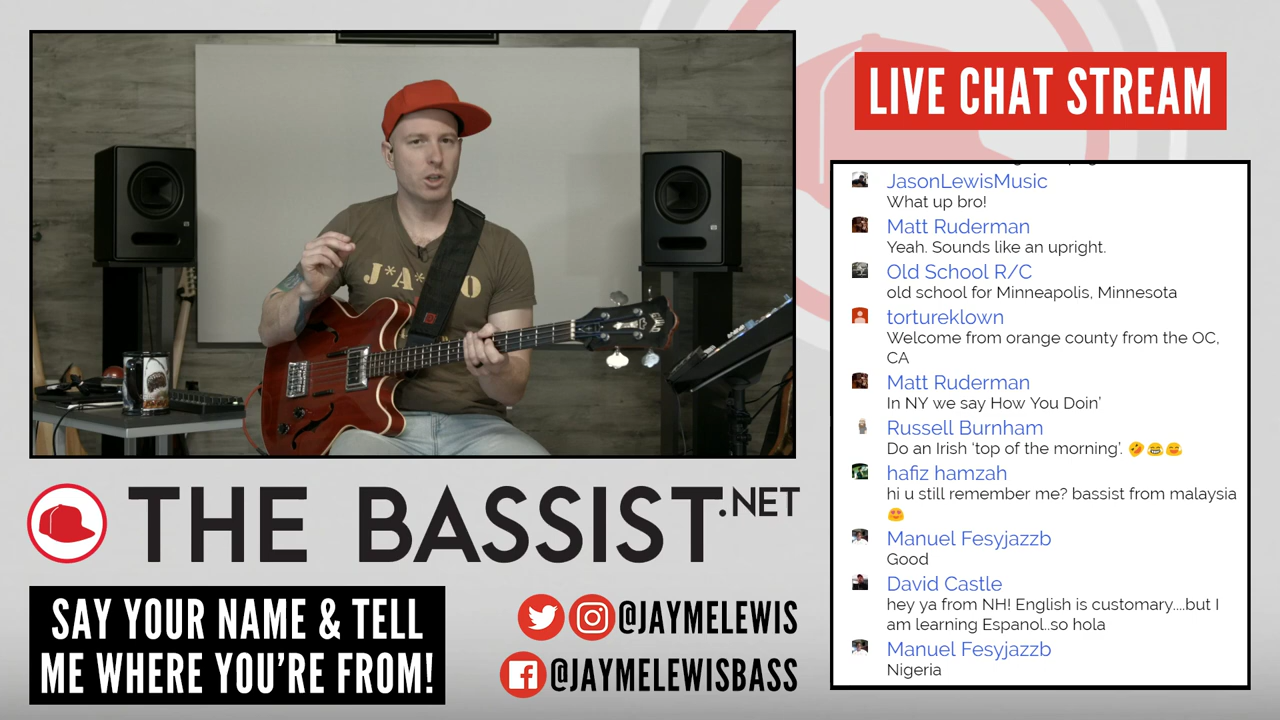 LIVE CHAT STREAM
JasonLewisMusic
What up bro!
Matt Ruderman
Yeah. Sounds like an upright.
Old School R/C
old school for Minneapolis, Minnesota
tortureklown
Welcome from orange county from the OC,
CA
Matt Ruderman
In NY we say How You Doin’
Russell Burnham
Do an Irish ‘top of the morning’. 🤣😂😊
hafiz hamzah
hi u still remember me? bassist from malaysia
😍
Manuel Fesyjazzb
Good
David Castle
hey ya from NH! English is customary....but I
am learning Espanol..so hola
Manuel Fesyjazzb
Nigeria
THE BASSIST.NET
SAY YOUR NAME & TELL
ME WHERE YOU’RE FROM!
@JAYMELEWIS
@JAYMELEWISBASS